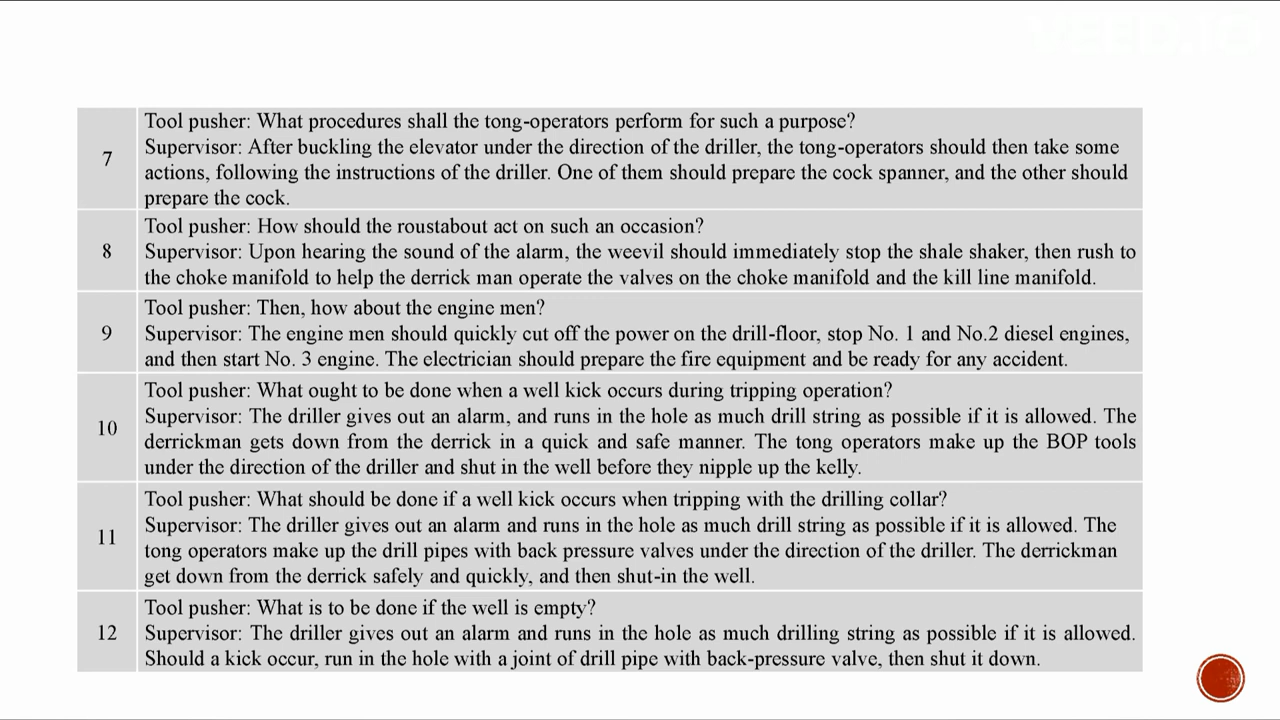 7
Tool pusher: What procedures shall the tong-operators perform for such a purpose?
Supervisor: After buckling the elevator under the direction of the driller, the tong-operators should then take some
actions, following the instructions of the driller. One of them should prepare the cock spanner, and the other should
prepare the cock.
8
Tool pusher: How should the roustabout act on such an occasion?
Supervisor: Upon hearing the sound of the alarm, the weevil should immediately stop the shale shaker, then rush to
the choke manifold to help the derrick man operate the valves on the choke manifold and the kill line manifold.
9
Tool pusher: Then, how about the engine men?
Supervisor: The engine men should quickly cut off the power on the drill-floor, stop No. 1 and No.2 diesel engines,
and then start No. 3 engine. The electrician should prepare the fire equipment and be ready for any accident.
10
Tool pusher: What ought to be done when a well kick occurs during tripping operation?
Supervisor: The driller gives out an alarm, and runs in the hole as much drill string as possible if it is allowed. The
derrickman gets down from the derrick in a quick and safe manner. The tong operators make up the BOP tools
under the direction of the driller and shut in the well before they nipple up the kelly.
11
Tool pusher: What should be done if a well kick occurs when tripping with the drilling collar?
Supervisor: The driller gives out an alarm and runs in the hole as much drill string as possible if it is allowed. The
tong operators make up the drill pipes with back pressure valves under the direction of the driller. The derrickman
get down from the derrick safely and quickly, and then shut-in the well.
12
Tool pusher: What is to be done if the well is empty?
Supervisor: The driller gives out an alarm and runs in the hole as much drilling string as possible if it is allowed.
Should a kick occur, run in the hole with a joint of drill pipe with back-pressure valve, then shut it down.